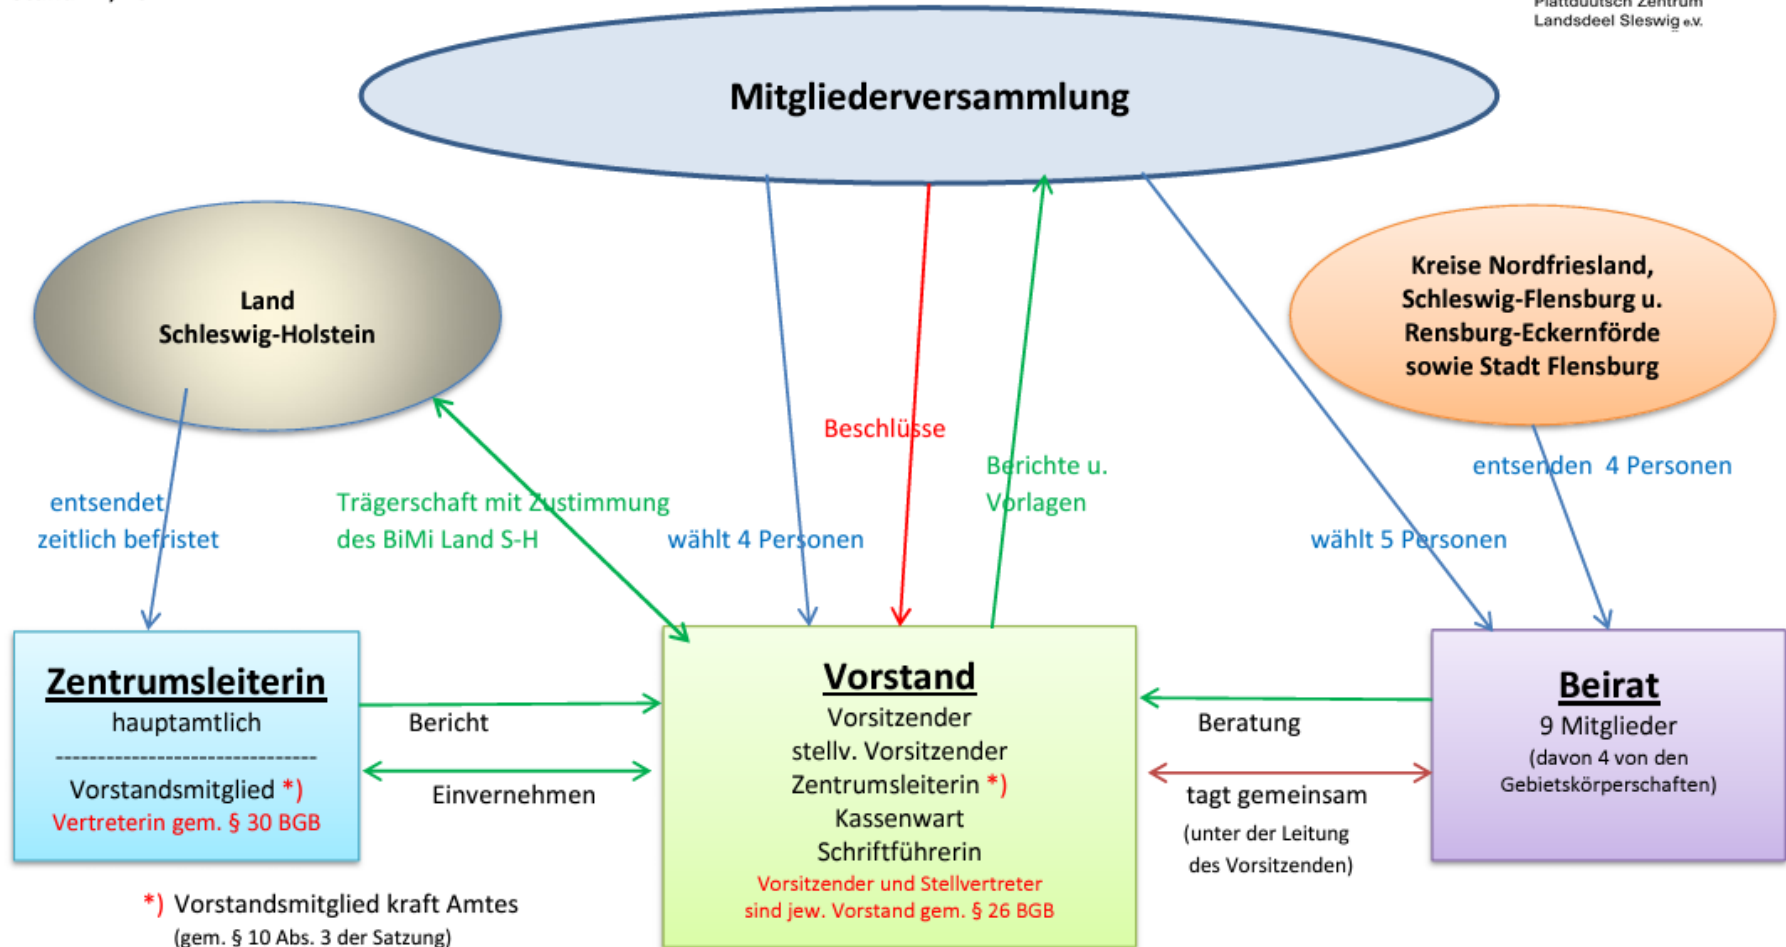 Plattdüütsch Zentrum
Landsdeel Sleswig e.V.
Mitgliederversammlung
Land
Schleswig-Holstein
Kreise Nordfriesland,
Schleswig-Flensburg u.
Rensburg-Eckernförde
sowie Stadt Flensburg
Beschlüsse
Berichte u.
Vorlagen
entsenden 4 Personen
entsendet
zeitlich befristet
Trägerschaft mit Zustimmung
des BiMi Land S-H
wählt 4 Personen
wählt 5 Personen
Zentrumsleiterin
hauptamtlich
-------------------------------
Vorstandsmitglied *)
Vertreterin gem. § 30 BGB
Bericht
Einvernehmen
Vorstand
Vorsitzender
stellv. Vorsitzender
Zentrumsleiterin *)
Kassenwart
Schriftführerin
Vorsitzender und Stellvertreter
sind jew. Vorstand gem. § 26 BGB
Beratung
tagt gemeinsam
(unter der Leitung
des Vorsitzenden)
Beirat
9 Mitglieder
(davon 4 von den
Gebietskörperschaften)
*) Vorstandsmitglied kraft Amtes
(gem. § 10 Abs. 3 der Satzung)